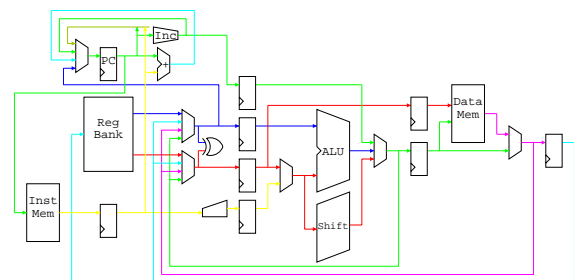 Inc
PC
+
Reg
Bank
Data
Mem
ALU
Inst
Mem
Shift